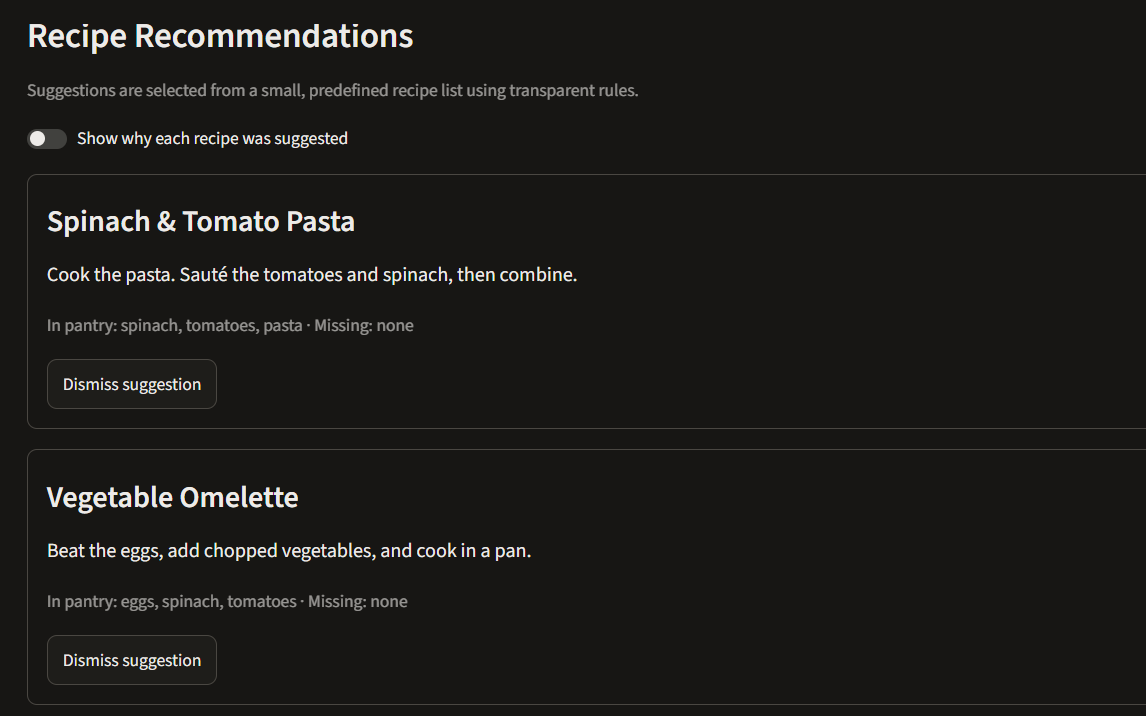 Recipe Recommendations
Suggestions are selected from a small, predefined recipe list using transparent rules.
Show why each recipe was suggested
Spinach & Tomato Pasta
Cook the pasta. Sauté the tomatoes and spinach, then combine.
In pantry: spinach, tomatoes, pasta · Missing: none
Dismiss suggestion
Vegetable Omelette
Beat the eggs, add chopped vegetables, and cook in a pan.
In pantry: eggs, spinach, tomatoes · Missing: none
Dismiss suggestion